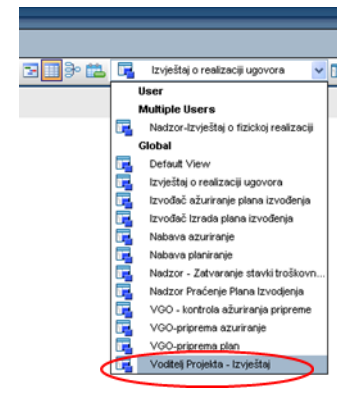 Izvještaj o realizaciji ugovora
User
Multiple Users
Nadzor-Izvještaj o fizickoj realizaciji
Global
Default View
Izvještaj o realizaciji ugovora
Izvođač ažuriranje plana izvođenja
Izvođač Izrada plana izvođenja
Nabava azuriranje
Nabava planiranje
Nadzor - Zatvaranje stavki troškovn...
Nadzor Praćenje Plana Izvodjenja
VGO - kontrola ažuriranja pripreme
VGO-priprema azuriranje
VGO-priprema plan
Voditelj Projekta - Izvještaj